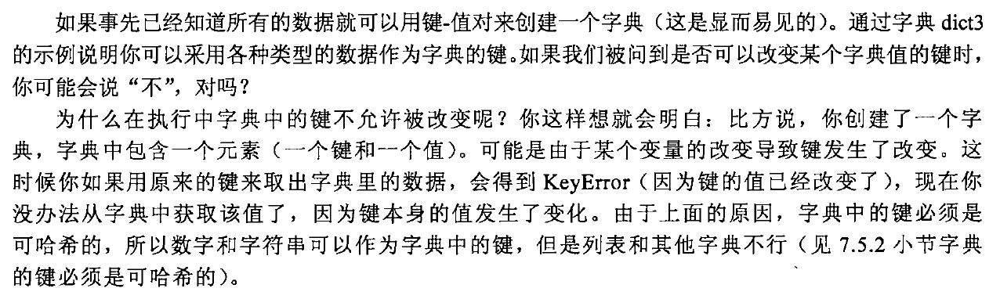 如果事先已经知道所有的数据就可以用键-值对来创建一个字典（这是显而易见的）。通过字典 dict3
的示例说明你可以采用各种类型的数据作为字典的键。如果我们被问到是否可以改变某个字典值的键时，
你可能会说“不”，对吗？
为什么在执行中字典中的键不允许被改变呢？你这样想就会明白：比方说，你创建了一个字
典，字典中包含一个元素（一个键和一个值）。可能是由于某个变量的改变导致键发生了改变。这
时候你如果用原来的键来取出字典里的数据，会得到 KeyError（因为键的值已经改变了），现在你
没办法从字典中获取该值了，因为键本身的值发生了变化。由于上面的原因，字典中的键必须是
可哈希的，所以数字和字符串可以作为字典中的键，但是列表和其他字典不行（见 7.5.2 小节字典
的键必须是可哈希的）。